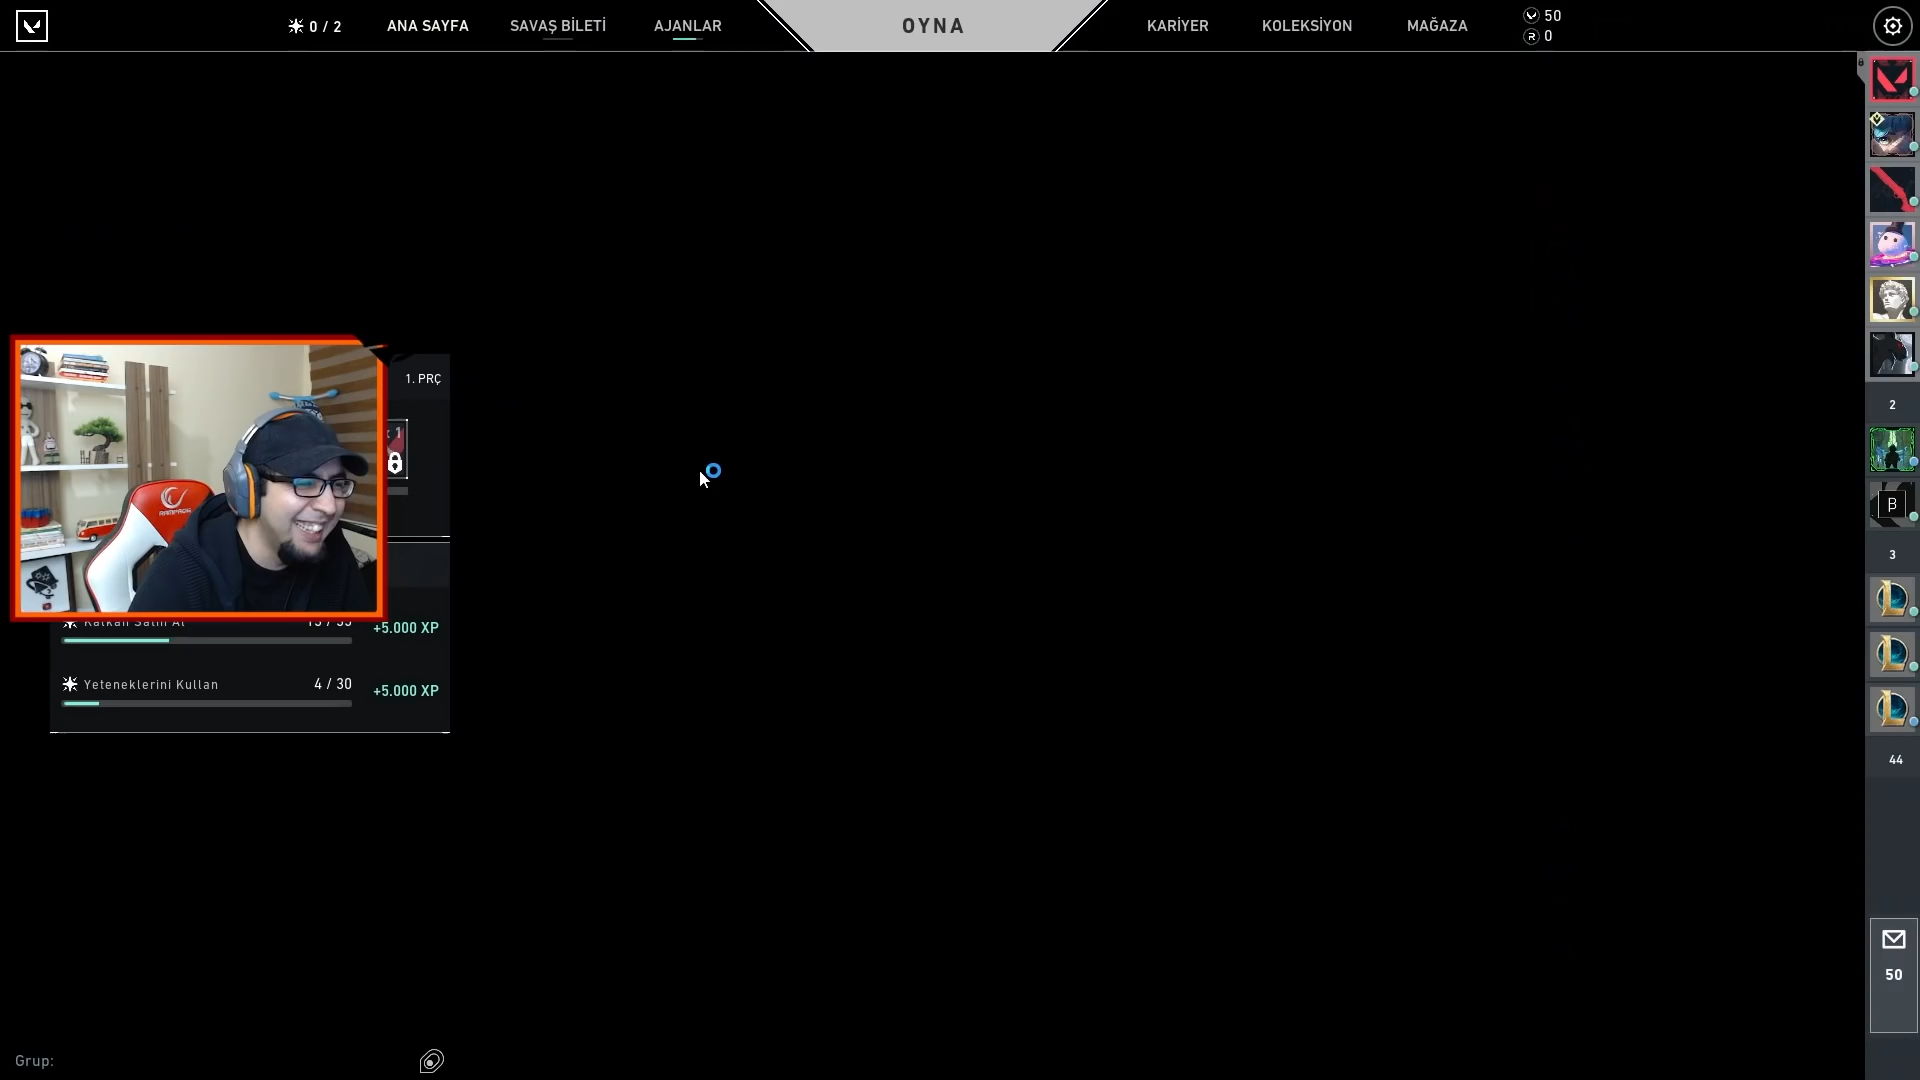 0 / 2
ANA SAYFA
SAVAŞ BİLETİ
AJANLAR
OYNA
KARİYER
KOLEKSİYON
MAĞAZA
50
0
1. PRÇ
RAMPAGE
+5.000 XP
Yeteneklerini Kullan
4 / 30
+5.000 XP
2
B
3
44
50
Grup: